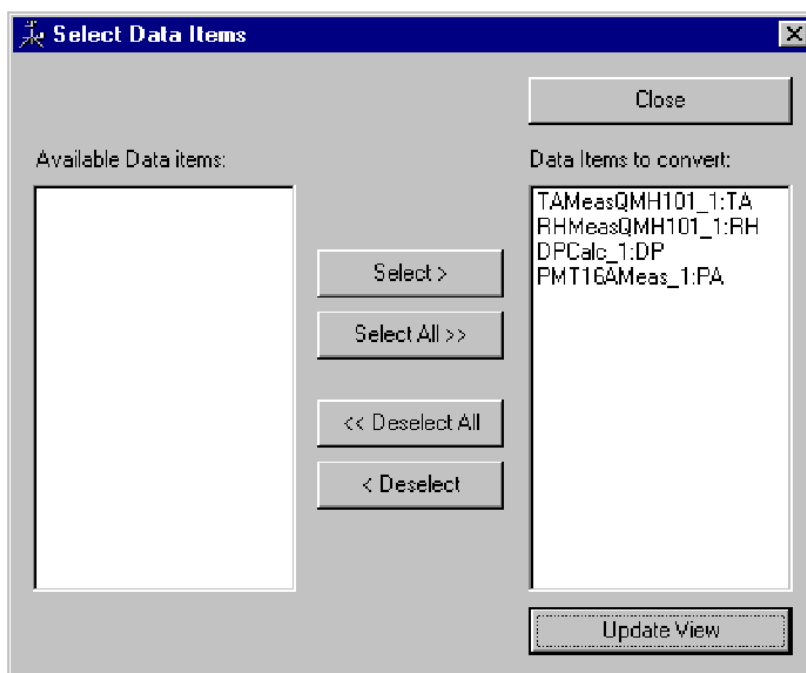 Select Data Items
Close
Available Data items:
Data Items to convert:
TAMeasQMH101_1:TA
RHMeasQMH101_1:RH
DPCalc_1:DP
PMT16AMeas_1:PA
Select >
Select All >>
<< Deselect All
< Deselect
Update View